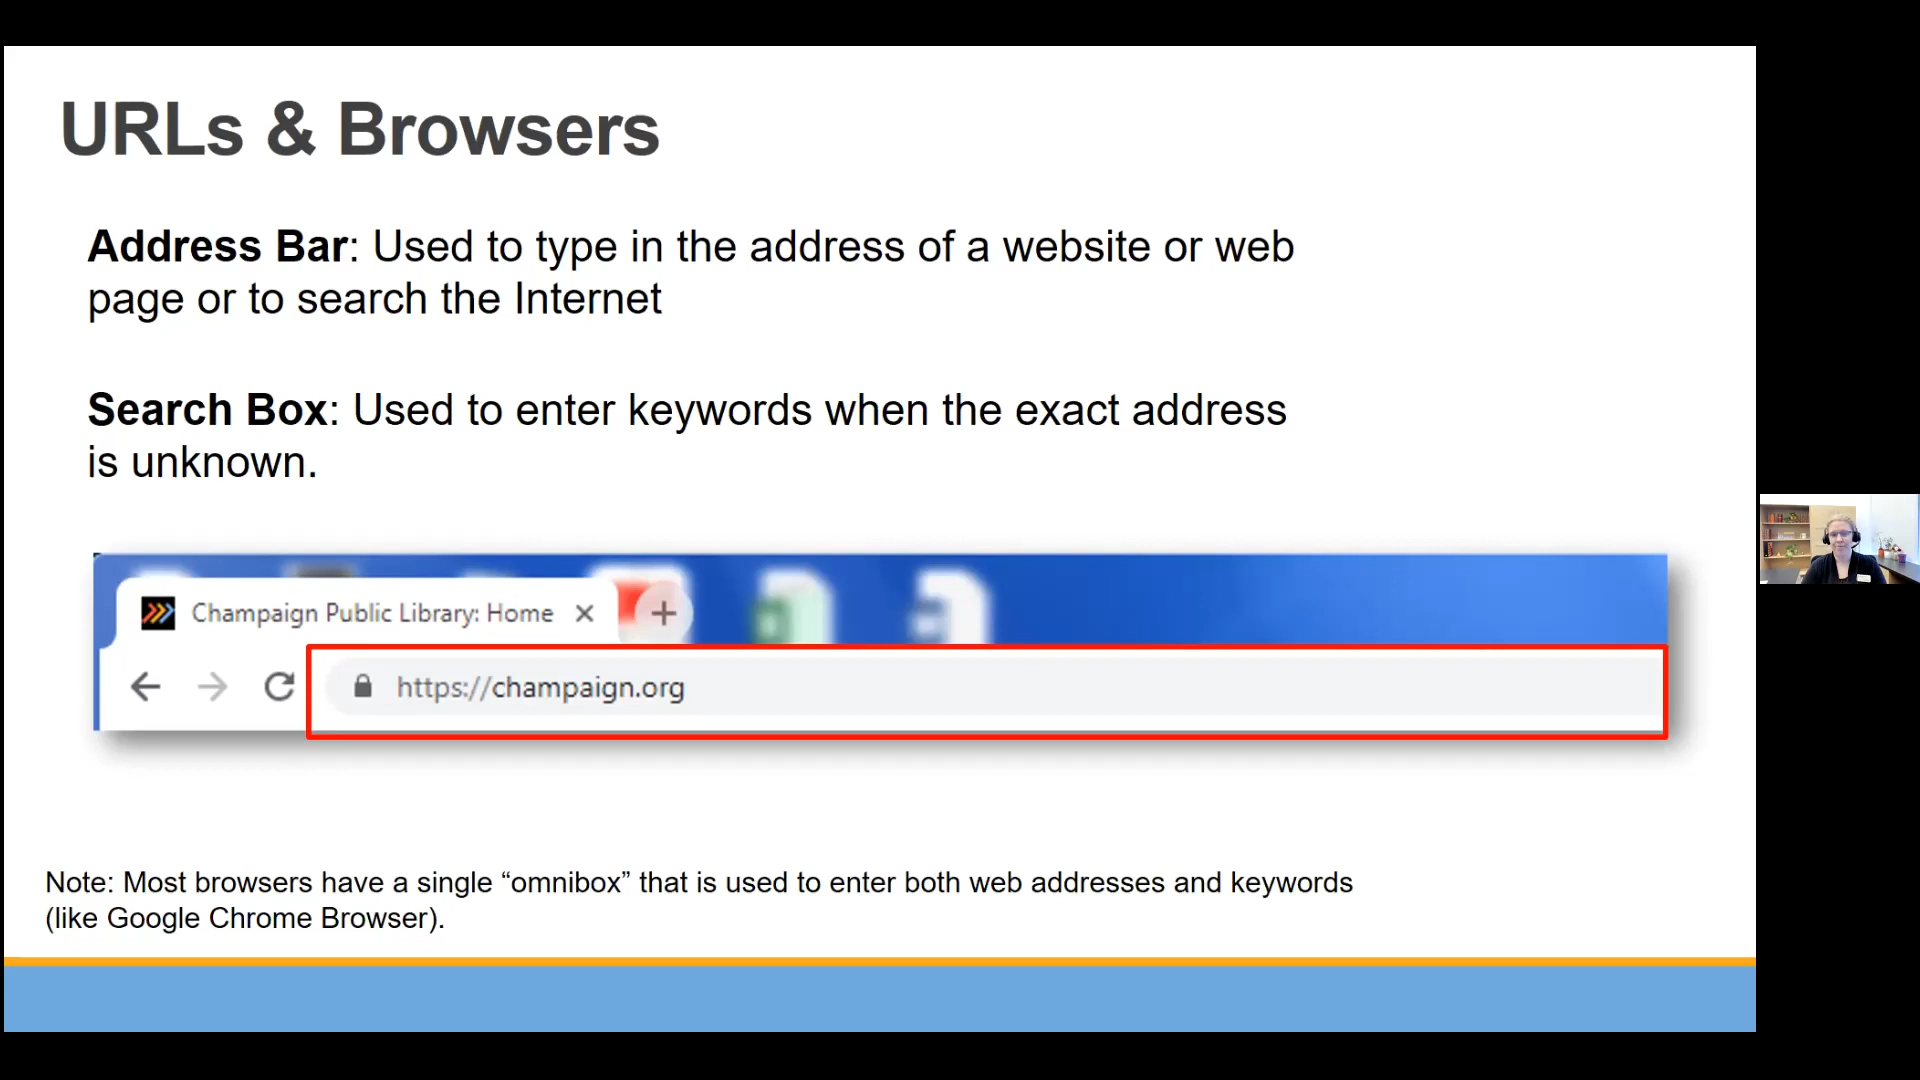 URLs & Browsers
Address Bar: Used to type in the address of a website or web
page or to search the Internet
Search Box: Used to enter keywords when the exact address
is unknown.
Champaign Public Library: Home
https://champaign.org
Note: Most browsers have a single “omnibox” that is used to enter both web addresses and keywords
(like Google Chrome Browser).